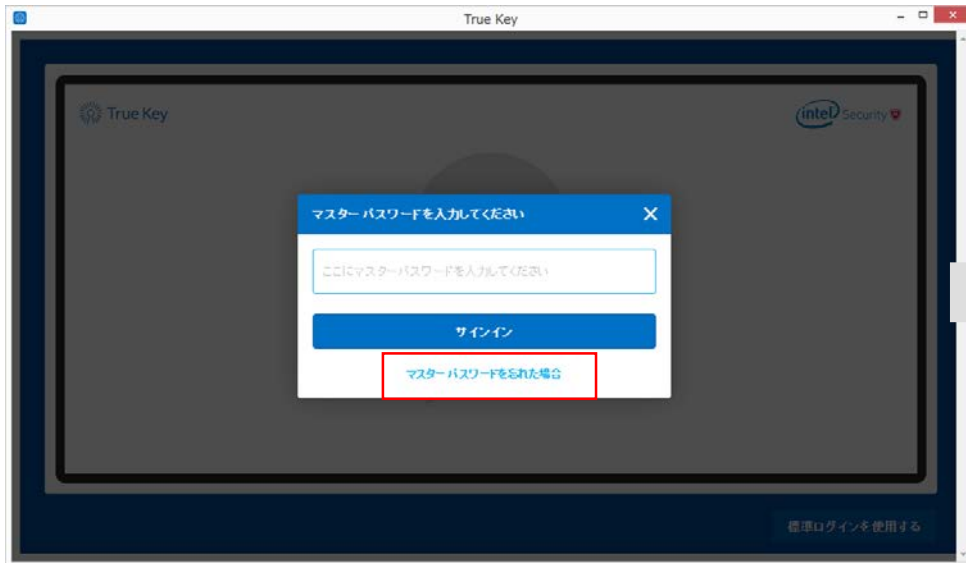 True Key
True Key
intel Security
マスター パスワードを入力してください
ここにマスターパスワードを入力してください
サインイン
マスター パスワードを忘れた場合
標準ログインを使用する